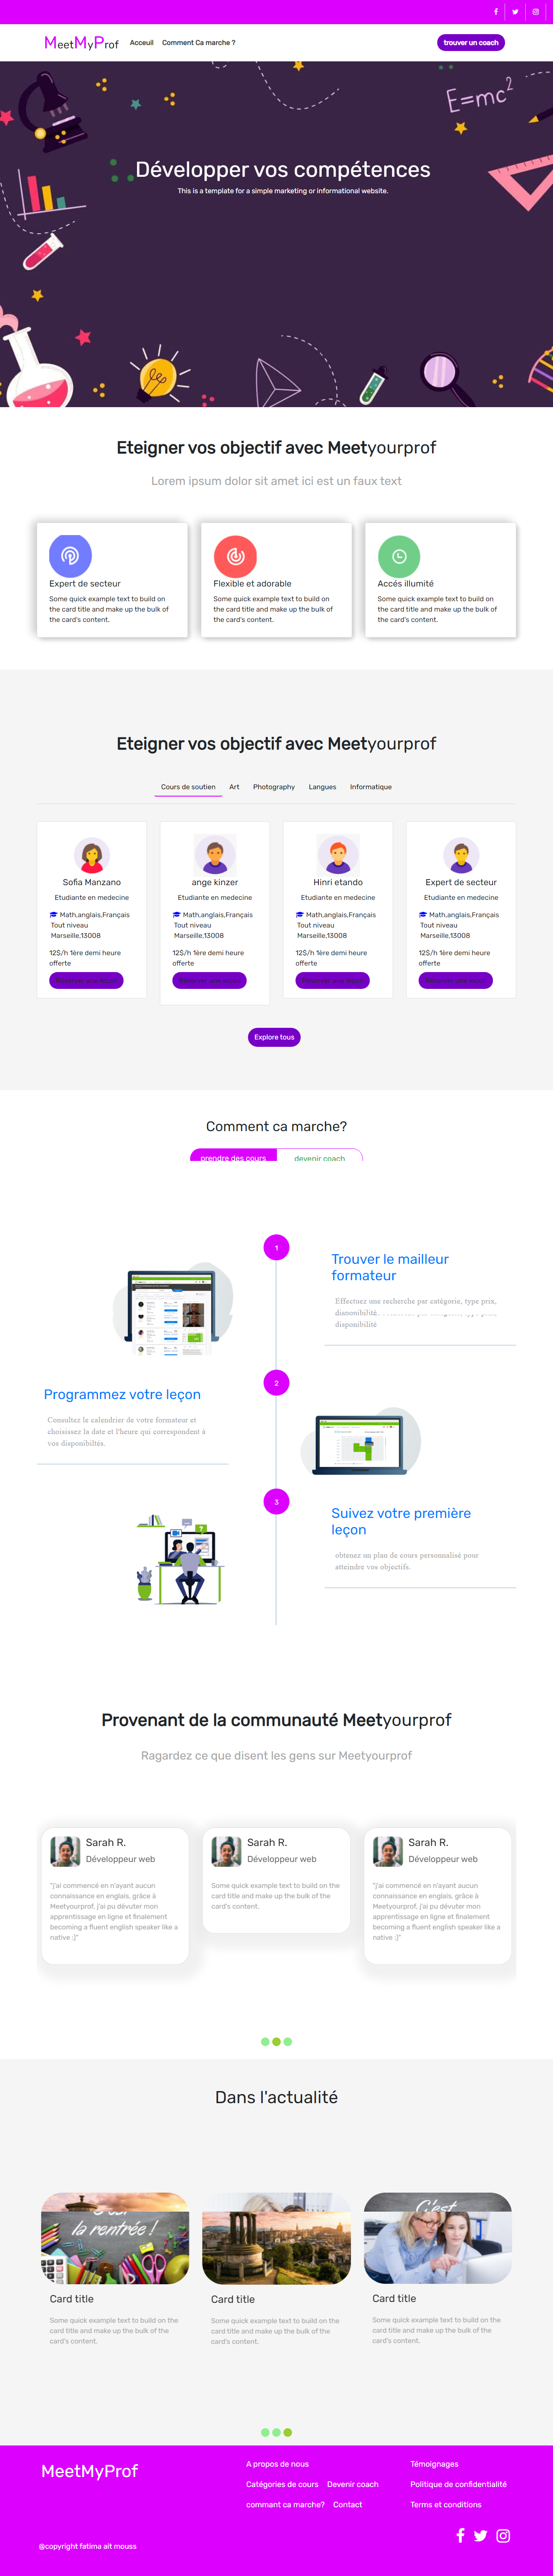 MeetMyProf
Acceuil
Comment Ca marche ?
trouver un coach
E=mc²
Développer vos compétences
This is a template for a simple marketing or informational website.
Eteigner vos objectif avec Meetyourprof
Lorem ipsum dolor sit amet ici est un faux text
Expert de secteur
Some quick example text to build on
the card title and make up the bulk of
the card's content.
Flexible et adorable
Some quick example text to build on
the card title and make up the bulk of
the card's content.
Accés illumité
Some quick example text to build on
the card title and make up the bulk of
the card's content.
Eteigner vos objectif avec Meetyourprof
Cours de soutien
Art
Photography
Langues
Informatique
Sofia Manzano
Etudiante en medecine
Math,anglais,Français
Tout niveau
Marseille,13008
12$/h 1ère demi heure
offerte
ange kinzer
Etudiante en medecine
Math,anglais,Français
Tout niveau
Marseille,13008
12$/h 1ère demi heure
offerte
Hinri etando
Etudiante en medecine
Math,anglais,Français
Tout niveau
Marseille,13008
12$/h 1ère demi heure
offerte
Expert de secteur
Etudiante en medecine
Math,anglais,Français
Tout niveau
Marseille,13008
12$/h 1ère demi heure
offerte
Explore tous
Comment ca marche?
prendre des cours
devenir coach
1
Trouver le mailleur
formateur
Effectuez une recherche par catégorie, type prix,
disponibilité
disponibilité
2
Programmez votre leçon
Consultez le calendrier de votre formateur et
choisissez la date et l'heure qui correspondent à
vos disponibiltés.
3
Suivez votre première
leçon
obtenez un plan de cours personnalisé pour
atteindre vos objectifs.
Provenant de la communauté Meetyourprof
Ragardez ce que disent les gens sur Meetyourprof
Sarah R.
Développeur web
"j'ai commencé en n'ayant aucun
connaissance en englais, grâce à
Meetyourprof, j'ai pu dévuter mon
apprentissage en ligne et finalement
becoming a fluent english speaker like a
native :)"
Sarah R.
Développeur web
Some quick example text to build on the
card title and make up the bulk of the
card's content.
Sarah R.
Développeur web
"j'ai commencé en n'ayant aucun
connaissance en englais, grâce à
Meetyourprof, j'ai pu dévuter mon
apprentissage en ligne et finalement
becoming a fluent english speaker like a
native :)"
Dans l'actualité
la rentrée !
C'est
Card title
Some quick example text to build on the
card title and make up the bulk of the
card's content.
Card title
Some quick example text to build on the
card title and make up the bulk of the
card's content.
Card title
Some quick example text to build on the
card title and make up the bulk of the
card's content.
MeetMyProf
A propos de nous
Témoignages
Catégories de cours
Devenir coach
Politique de confidentialité
commant ca marche?
Contact
Terms et conditions
@copyright fatima ait mouss